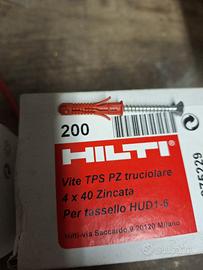 200
HILTI
Vite TPS PZ truciolare
4 x 40 Zincata
Per tassello HUD1-6
Hilti-via Saccardo 9 20120 Milano
375229
subito